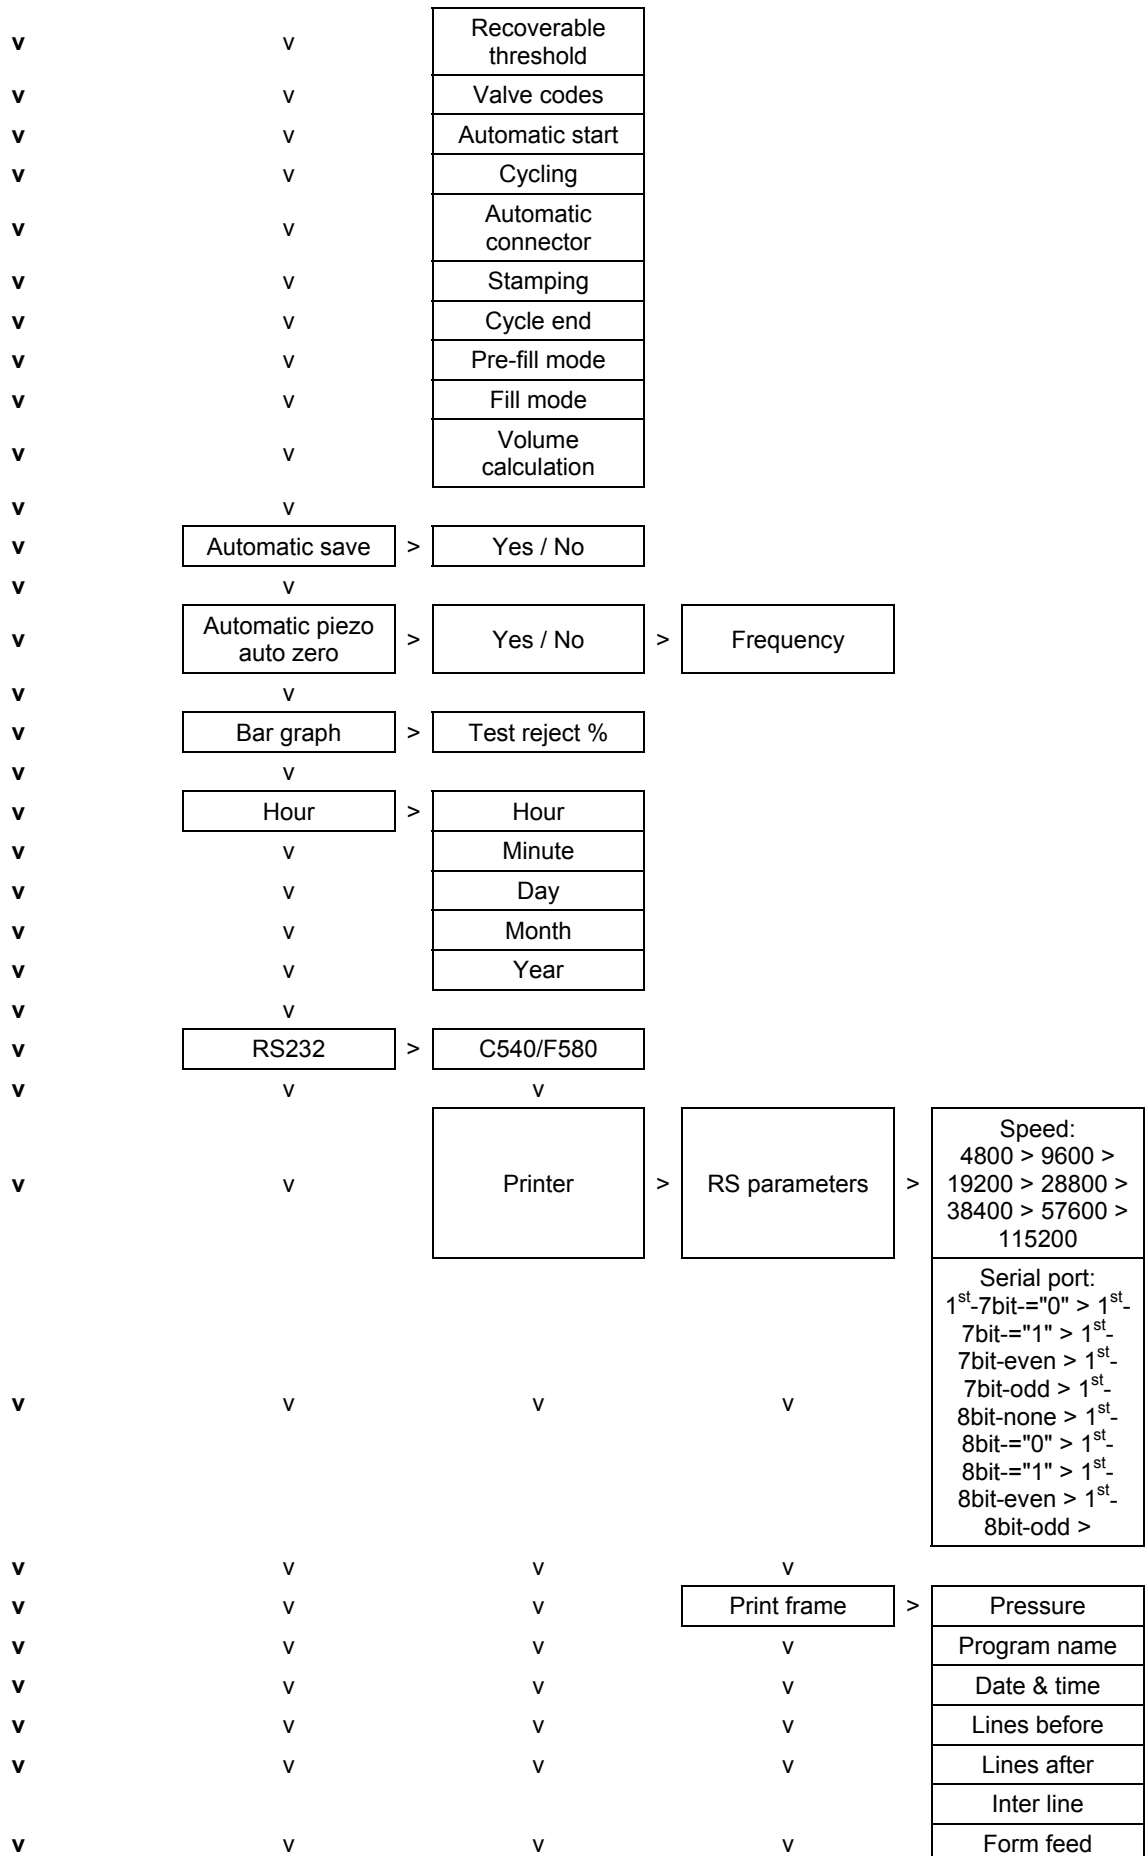 v v Recoverable
threshold
v v Valve codes
v v Automatic start
v v Cycling
v v Automatic
connector
v v Stamping
v v Cycle end
v v Pre-fill mode
v v Fill mode
v v Volume
calculation
v v
v Automatic save > Yes / No
v v
v Automatic piezo
auto zero > Yes / No > Frequency
v v
v Bar graph > Test reject %
v v
v Hour > Hour
v v Minute
v v Day
v v Month
v v Year
v v
v RS232 > C540/F580
v v v
v v Printer > RS parameters > Speed:
4800 > 9600 >
19200 > 28800 >
38400 > 57600 >
115200
v v v v Serial port:
1st-7bit-="0" > 1st-
7bit-="1" > 1st-
7bit-even > 1st-
7bit-odd > 1st-
8bit-none > 1st-
8bit-="0" > 1st-
8bit-="1" > 1st-
8bit-even > 1st-
8bit-odd >
v v v v
v v v Print frame > Pressure
v v v v Program name
v v v v Date & time
v v v v Lines before
v v v v Lines after
Inter line
v v v v Form feed